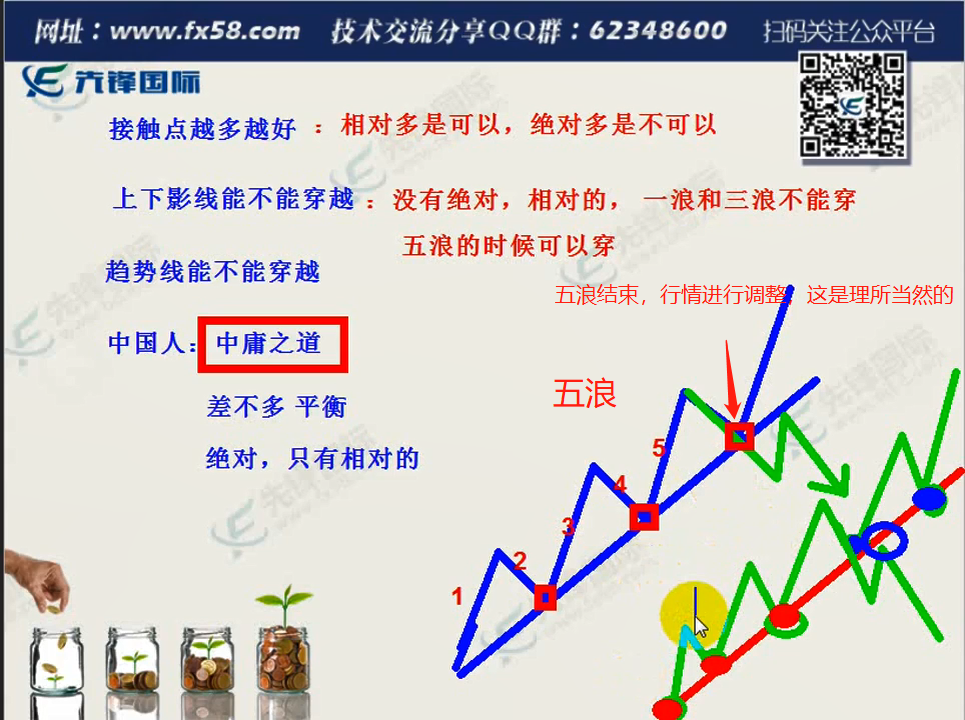 网址：www.fx58.com 技术交流分享QQ群：62348600 扫码关注公众平台
先锋国际
接触点越多越好 ：相对多是可以，绝对多是不可以
上下影线能不能穿越 ：没有绝对，相对的， 一浪和三浪不能穿
五浪的时候可以穿
趋势线能不能穿越
五浪结束，行情进行调整，这是理所当然的
中国人：中庸之道
五浪
差不多 平衡
绝对，只有相对的
5
4
3
2
1